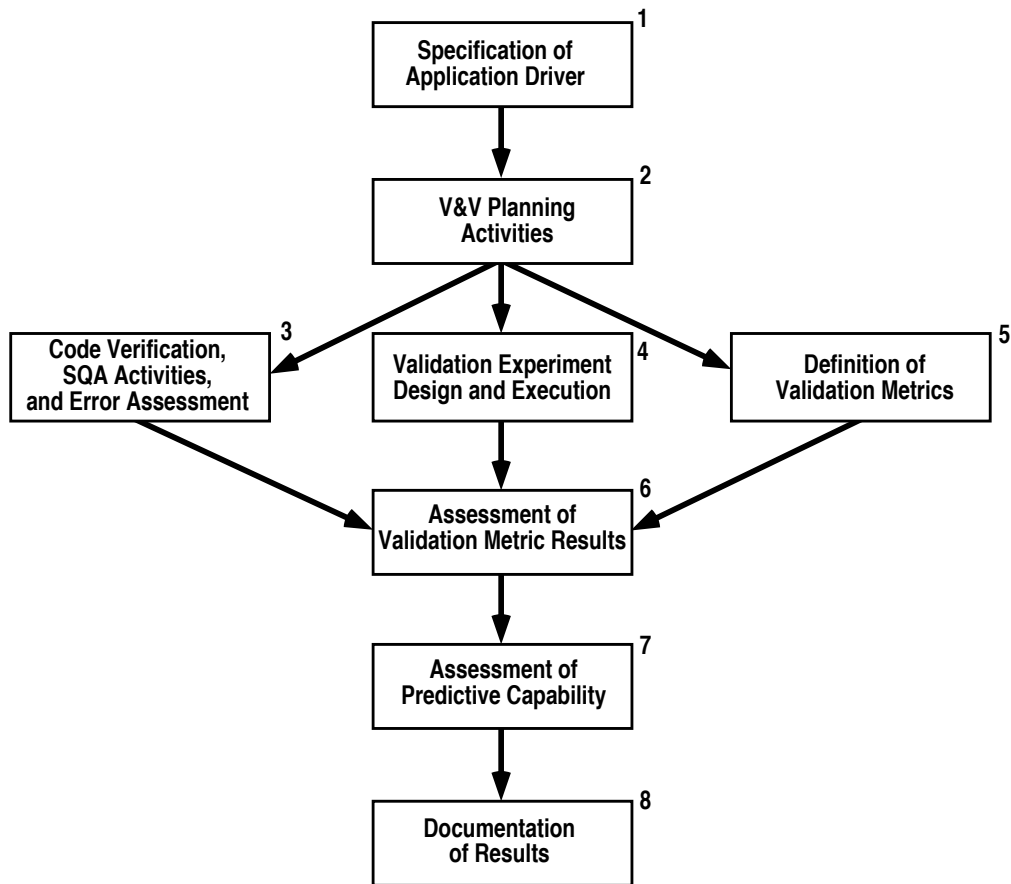 1
Specification of
Application Driver
2
V&V Planning
Activities
3
Code Verification,
SQA Activities,
and Error Assessment
4
Validation Experiment
Design and Execution
5
Definition of
Validation Metrics
6
Assessment of
Validation Metric Results
7
Assessment of
Predictive Capability
8
Documentation
of Results